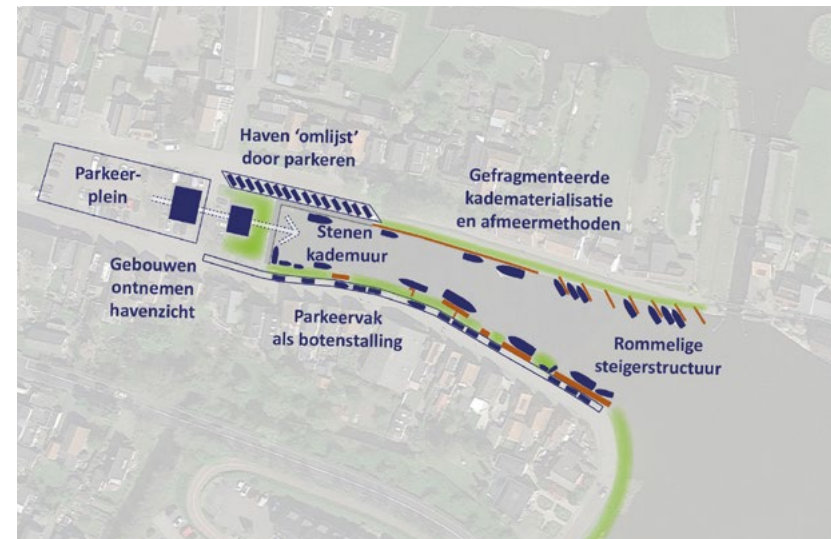 Haven ‘omlijst’
door parkeren
Parkeer-
plein
Gefragmenteerde
kadematerialisatie
en afmeermethoden
Stenen
kademuur
Gebouwen
ontnemen
havenzicht
Parkeervak
als botenstalling
Rommelige
steigerstructuur